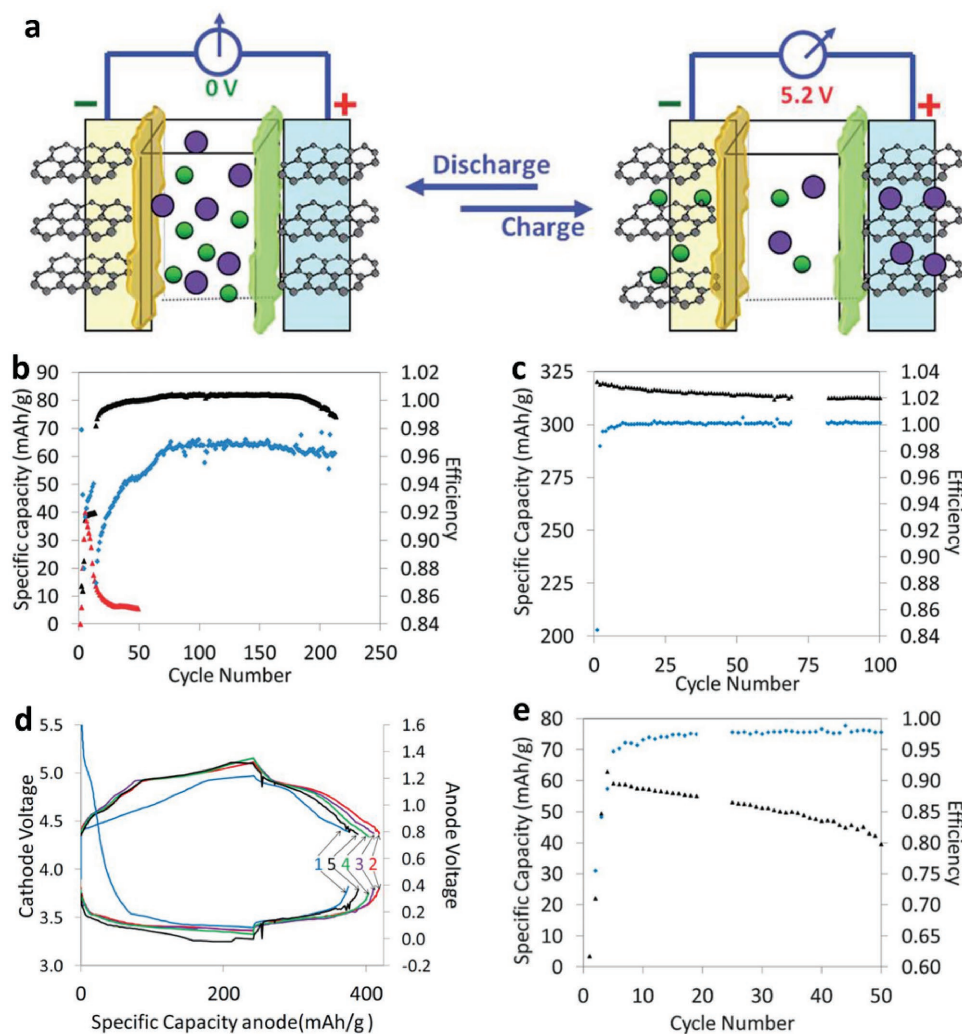 a
0 V
5.2 V
− +
− +
Discharge
Charge
b
Specific capacity (mAh/g)
90
80
70
60
50
40
30
20
10
0
1.02
1.00
0.98
0.96
0.94
0.92
0.90
0.88
0.86
0.84
Efficiency
0 50 100 150 200 250
Cycle Number
c
Specific Capacity (mAh/g)
325
300
275
250
225
200
1.04
1.02
1.00
0.98
0.96
0.94
0.92
0.90
0.88
0.86
0.84
Efficiency
0 25 50 75 100
Cycle Number
d
Cathode Voltage
5.5
5.0
4.5
4.0
3.5
3.0
1.6
1.4
1.2
1.0
0.8
0.6
0.4
0.2
0.0
-0.2
Anode Voltage
1 5 4 3 2
0 200 400
Specific Capacity anode(mAh/g )
e
Specific Capacity (mAh/g)
80
70
60
50
40
30
20
10
0
1.00
0.95
0.90
0.85
0.80
0.75
0.70
0.65
0.60
Efficiency
0 10 20 30 40 50
Cycle Number